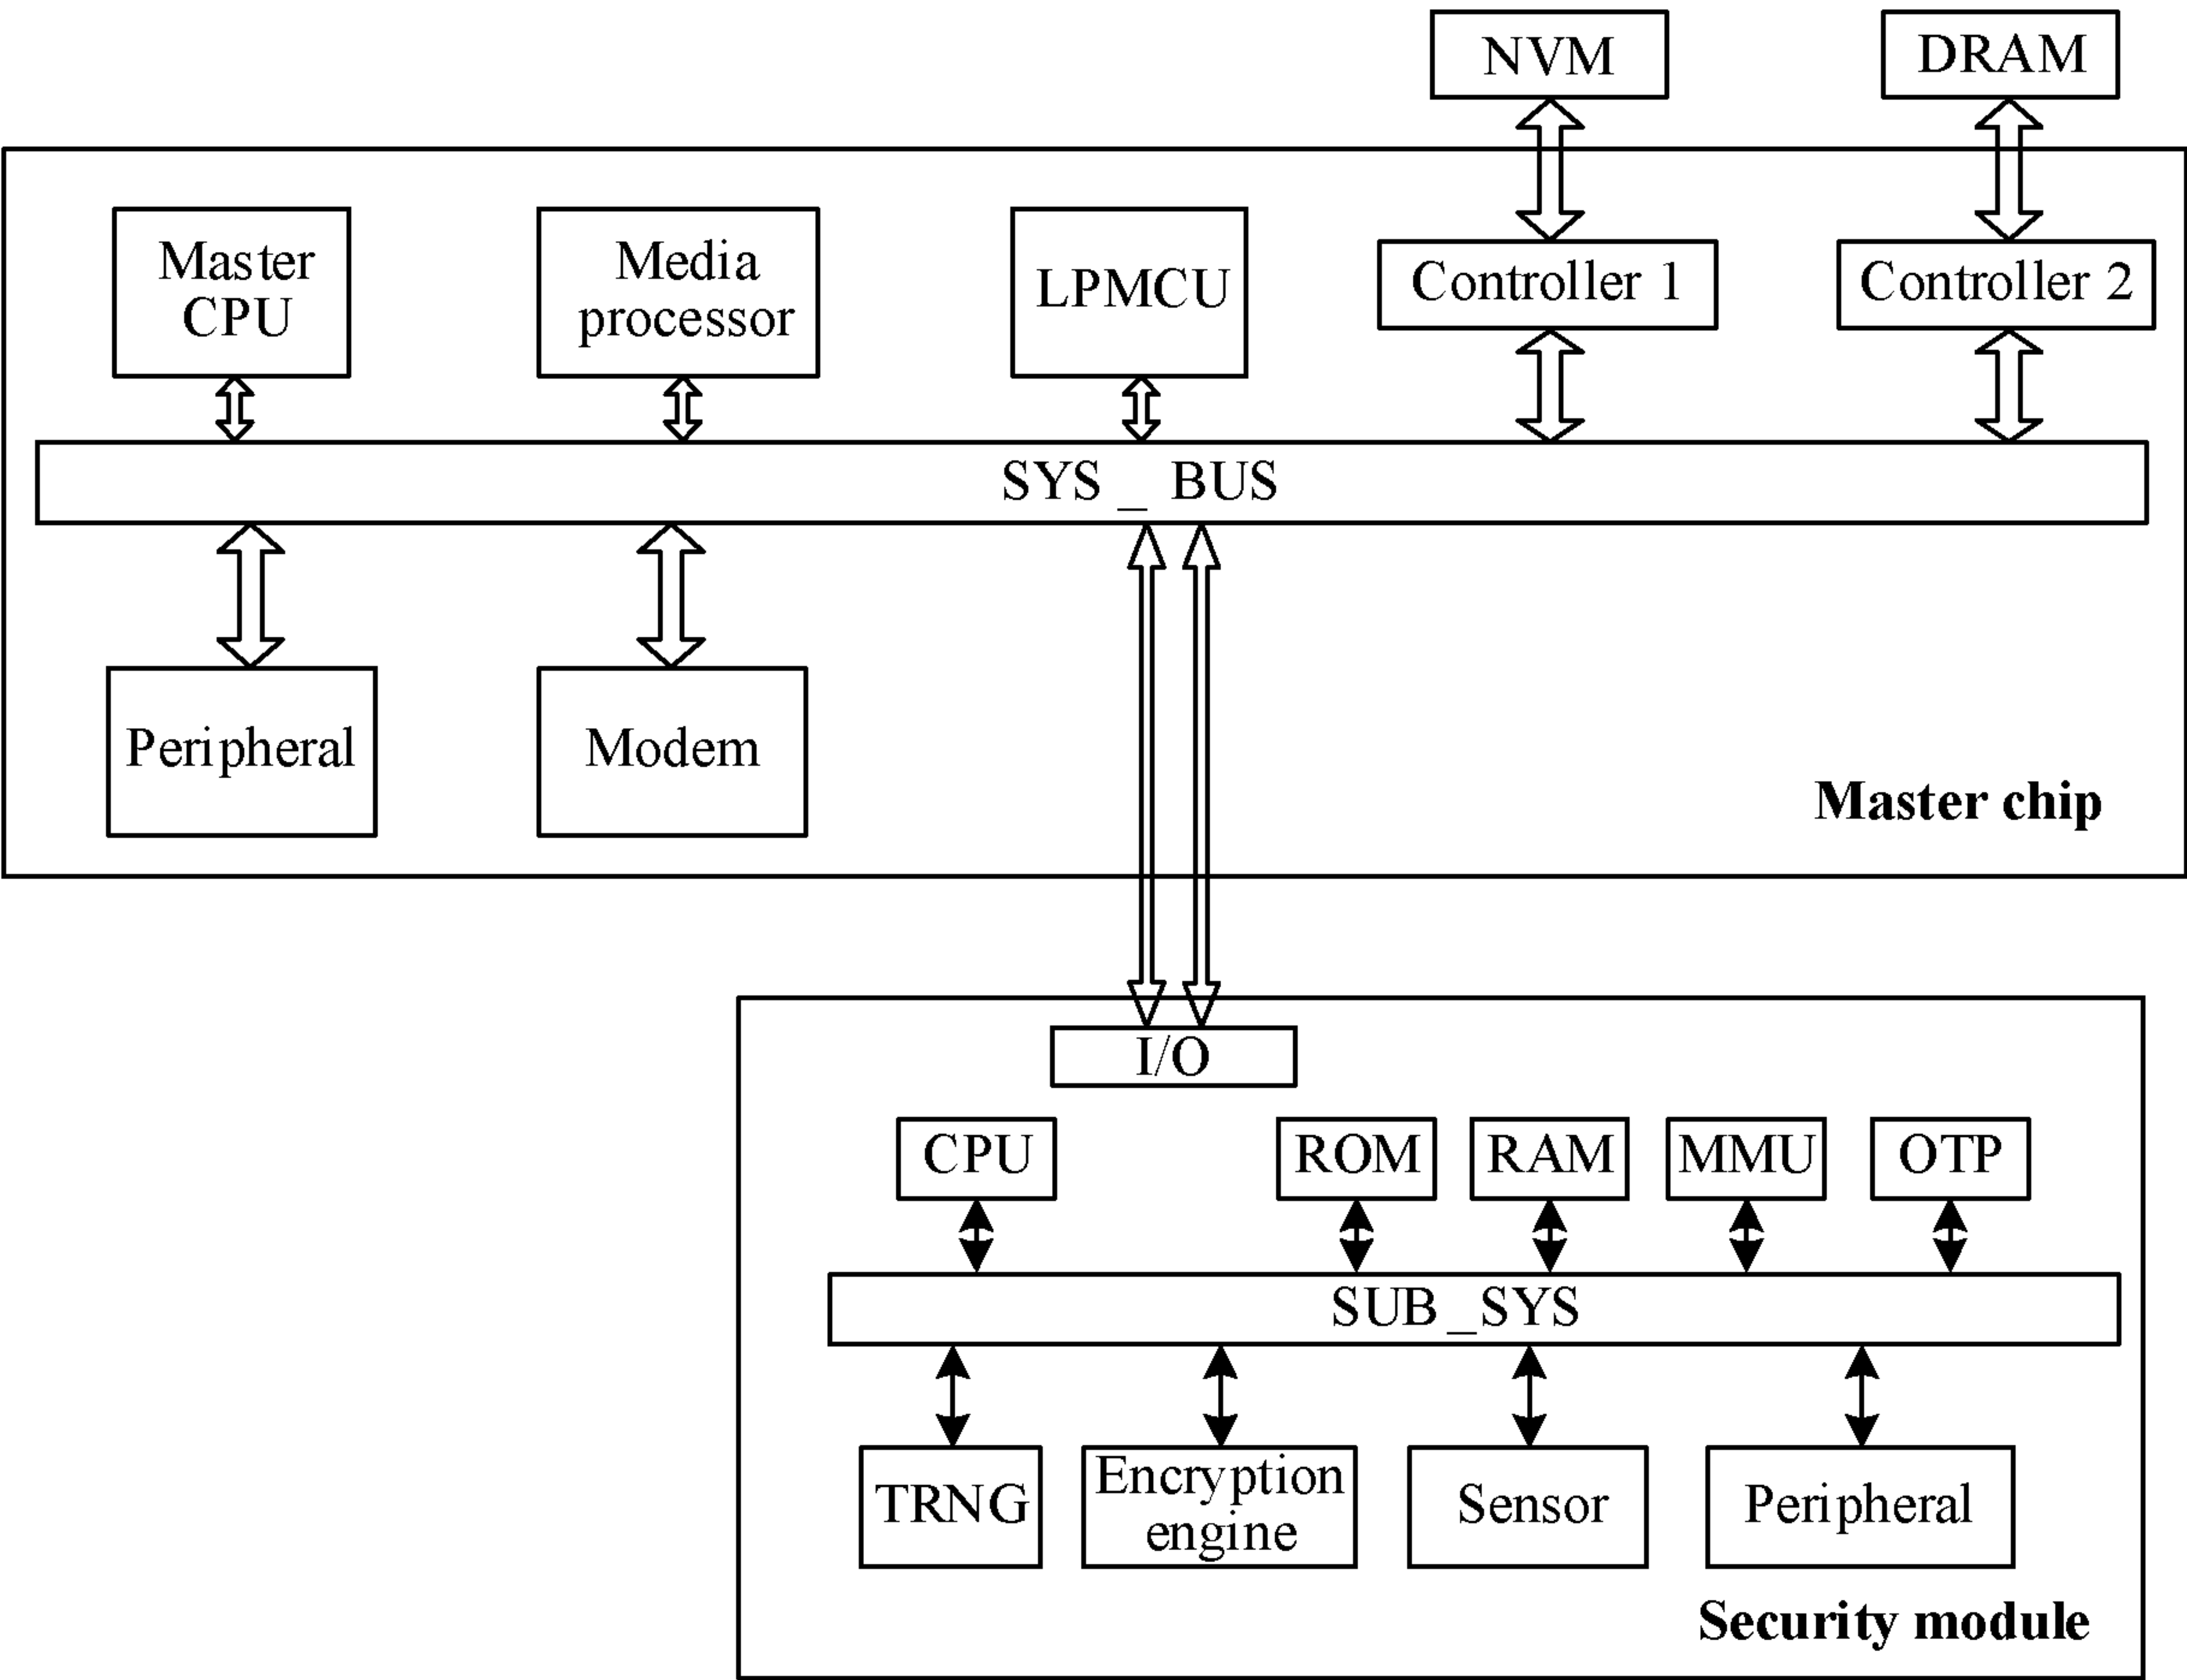 NVM
DRAM
Master
CPU
Media
processor
LPMCU
Controller 1
Controller 2
SYS _ BUS
Peripheral
Modem
Master chip
I/O
CPU
ROM
RAM
MMU
OTP
SUB_SYS
TRNG
Encryption
engine
Sensor
Peripheral
Security module